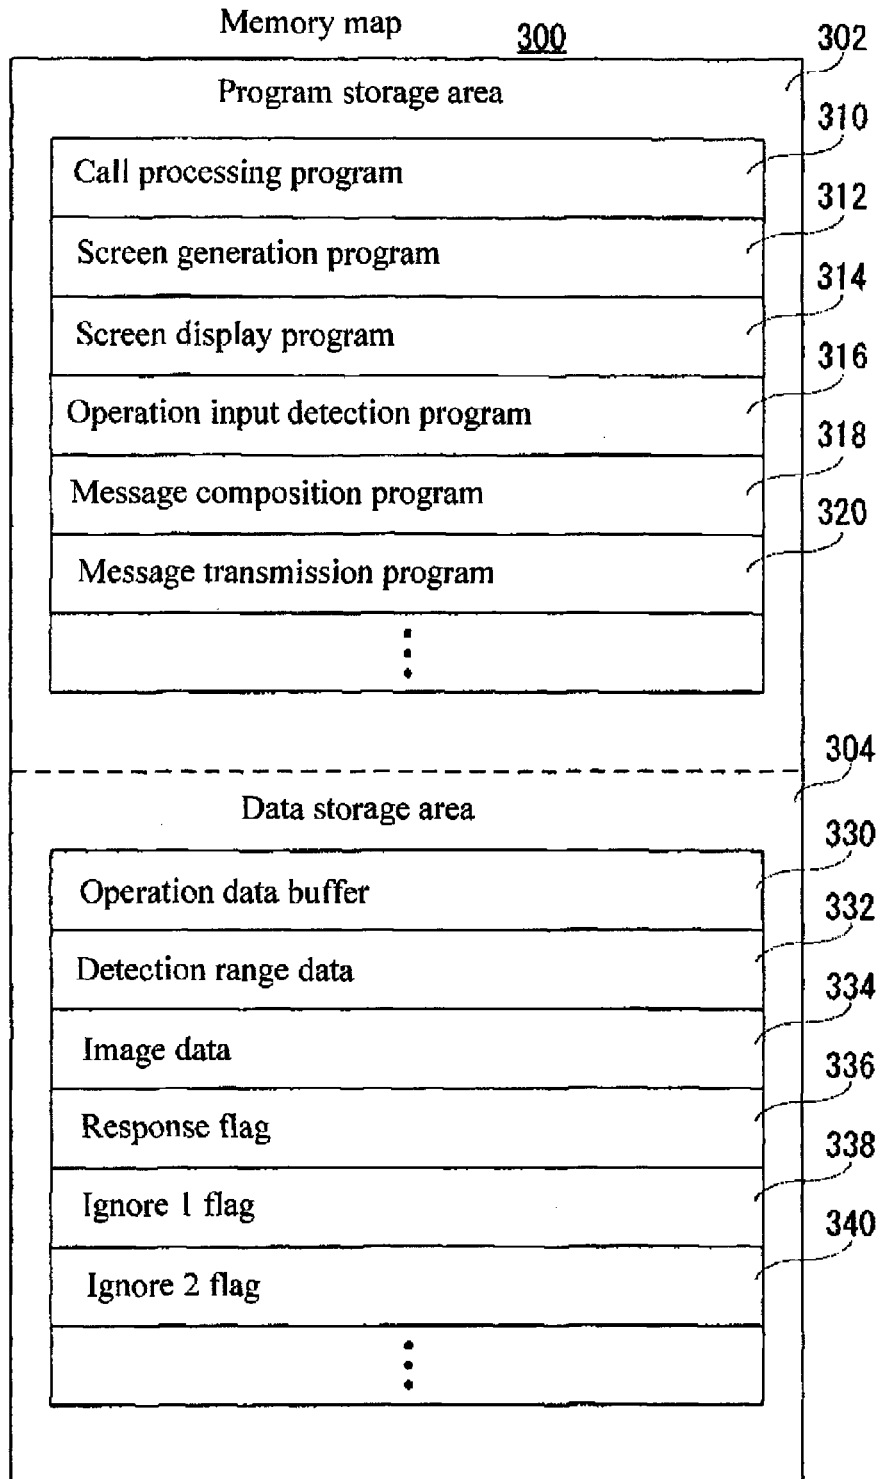 Memory map 300
302
Program storage area
310
Call processing program
312
Screen generation program
314
Screen display program
316
Operation input detection program
318
Message composition program
320
Message transmission program
304
Data storage area
330
Operation data buffer
332
Detection range data
334
Image data
336
Response flag
338
Ignore 1 flag
340
Ignore 2 flag